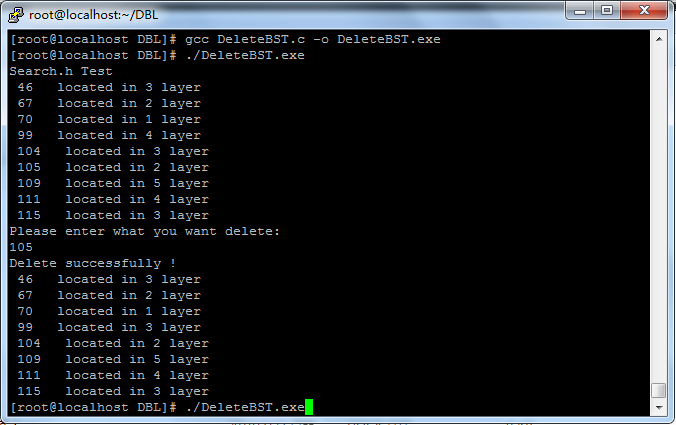 root@localhost:~/DBL
[root@localhost DBL]# gcc DeleteBST.c -o DeleteBST.exe
[root@localhost DBL]# ./DeleteBST.exe
Search.h Test
 46   located in 3 layer
 67   located in 2 layer
 70   located in 1 layer
 99   located in 4 layer
 104   located in 3 layer
 105   located in 2 layer
 109   located in 5 layer
 111   located in 4 layer
 115   located in 3 layer
Please enter what you want delete:
105
Delete successfully !
 46   located in 3 layer
 67   located in 2 layer
 70   located in 1 layer
 99   located in 3 layer
 104   located in 2 layer
 109   located in 5 layer
 111   located in 4 layer
 115   located in 3 layer
[root@localhost DBL]# ./DeleteBST.exe